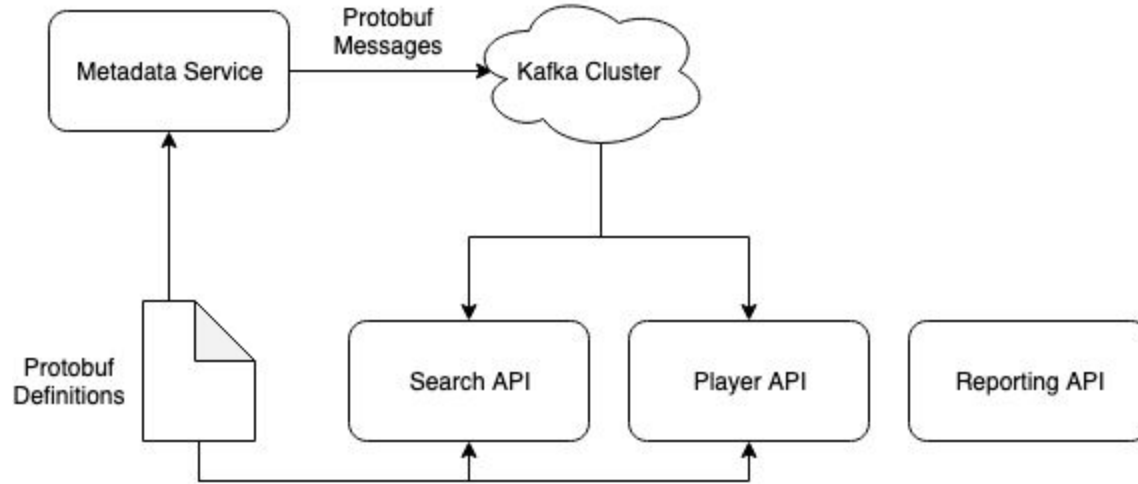 Protobuf
Messages
Metadata Service
Kafka Cluster
Protobuf
Definitions
Search API
Player API
Reporting API